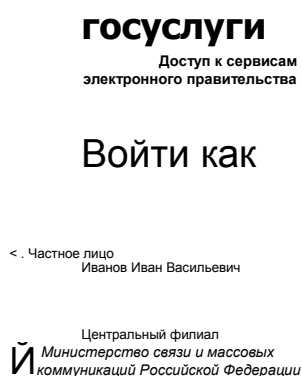 госуслуги
Доступ к сервисам
электронного правительства
Войти как
< . Частное лицо
Иванов Иван Васильевич
Центральный филиал
Й Министерство связи и массовых
коммуникаций Российской Федерации